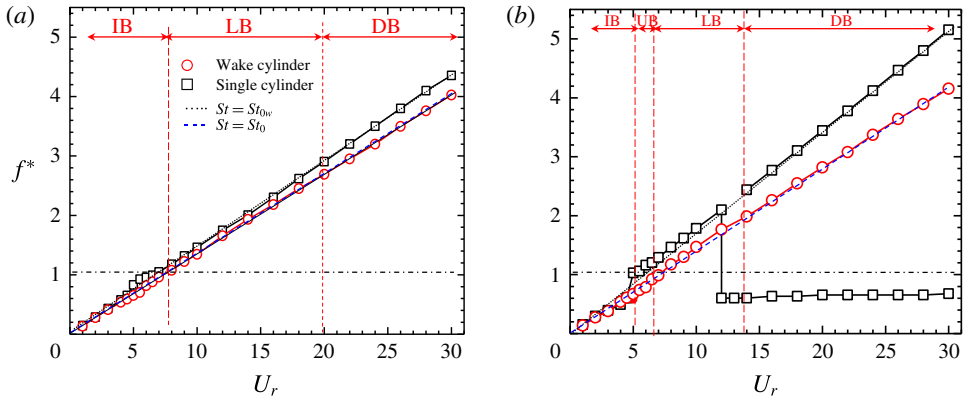 (a)
IB LB DB
Wake cylinder
Single cylinder
St = St0w
St = St0
f*
5
4
3
2
1
0 5 10 15 20 25 30
Ur
(b)
IB UB LB DB
5
4
3
2
1
0 5 10 15 20 25 30
Ur